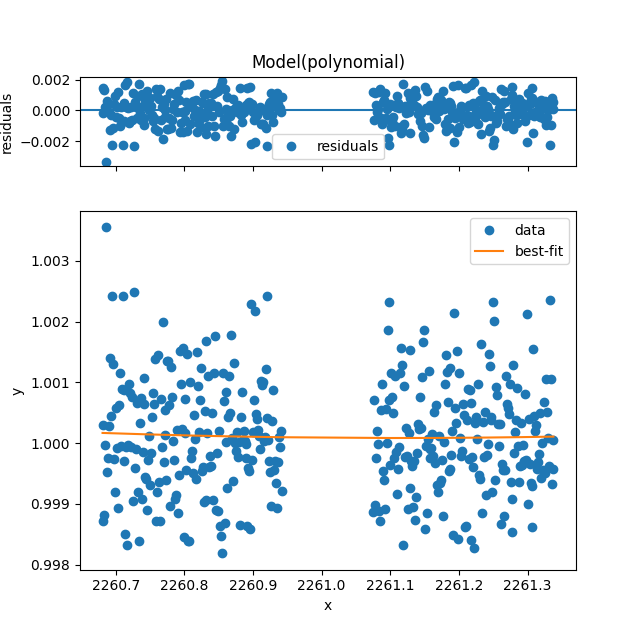 Model(polynomial)
0.002
0.000
−0.002
residuals
residuals
1.003
1.002
1.001
1.000
0.999
0.998
y
data
best-fit
2260.7 2260.8 2260.9 2261.0 2261.1 2261.2 2261.3
x